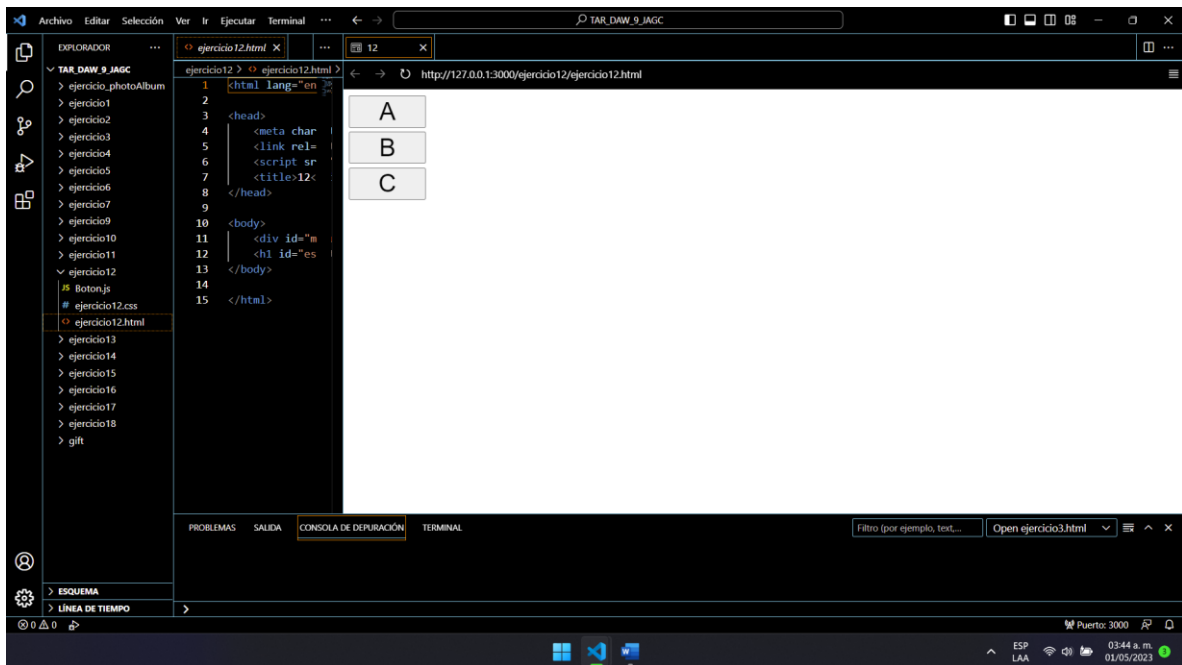 Archivo Editar Selección Ver Ir Ejecutar Terminal ··· TAR_DAW_9_JAGC
EXPLORADOR ···
TAR_DAW_9_JAGC
ejercicio_photoAlbum
ejercicio1
ejercicio2
ejercicio3
ejercicio4
ejercicio5
ejercicio6
ejercicio7
ejercicio9
ejercicio10
ejercicio11
ejercicio12
JS Boton.js
# ejercicio12.css
<> ejercicio12.html
ejercicio13
ejercicio14
ejercicio15
ejercicio16
ejercicio17
ejercicio18
gift
ESQUEMA
LÍNEA DE TIEMPO
<> ejercicio12.html ···
ejercicio12 > <> ejercicio12.html >
1 <html lang="en
2
3 <head>
4 <meta char
5 <link rel=
6 <script sr
7 <title>12<
8 </head>
9
10 <body>
11 <div id="m
12 <h1 id="es
13 </body>
14
15 </html>
12 ···
http://127.0.0.1:3000/ejercicio12/ejercicio12.html
A
B
C
PROBLEMAS SALIDA CONSOLA DE DEPURACIÓN TERMINAL Filtro (por ejemplo, text,... Open ejercicio3.html
>
0 0 Puerto: 3000
ESP
LAA
03:44 a. m.
01/05/2023
3